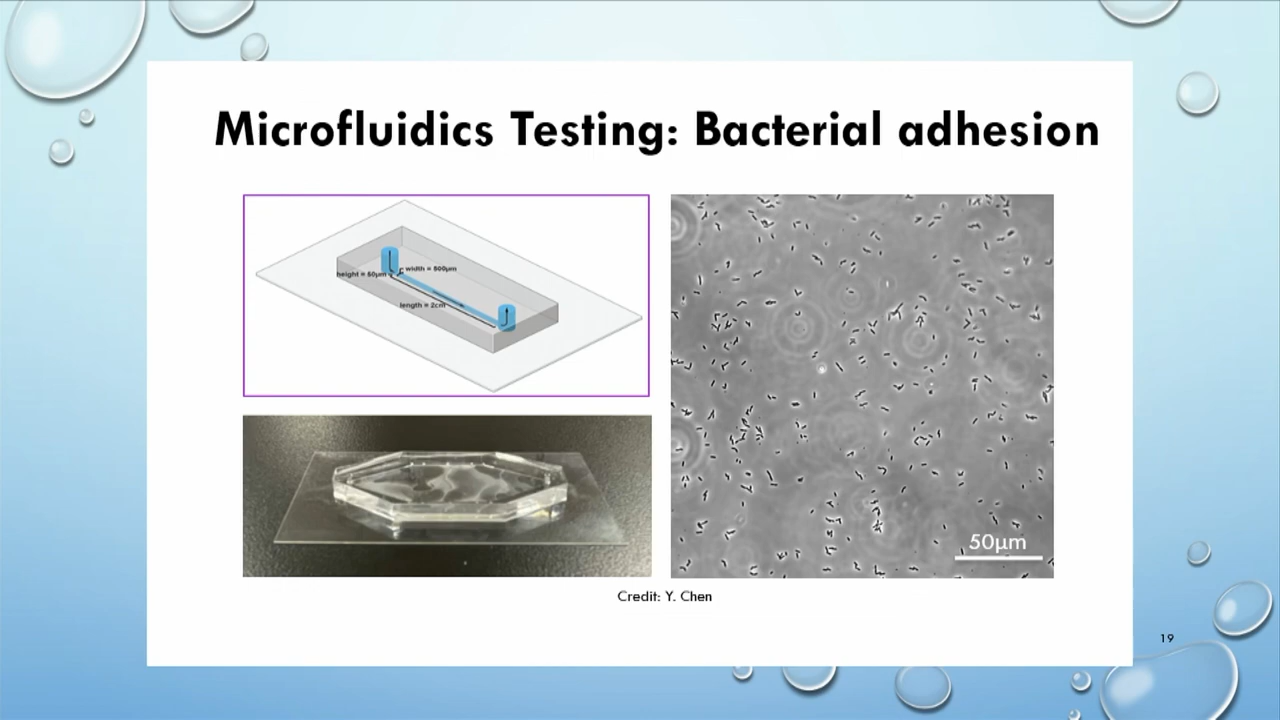 Microfluidics Testing: Bacterial adhesion
width = 500µm
height = 50µm
length = 2cm
50µm
Credit: Y. Chen
19